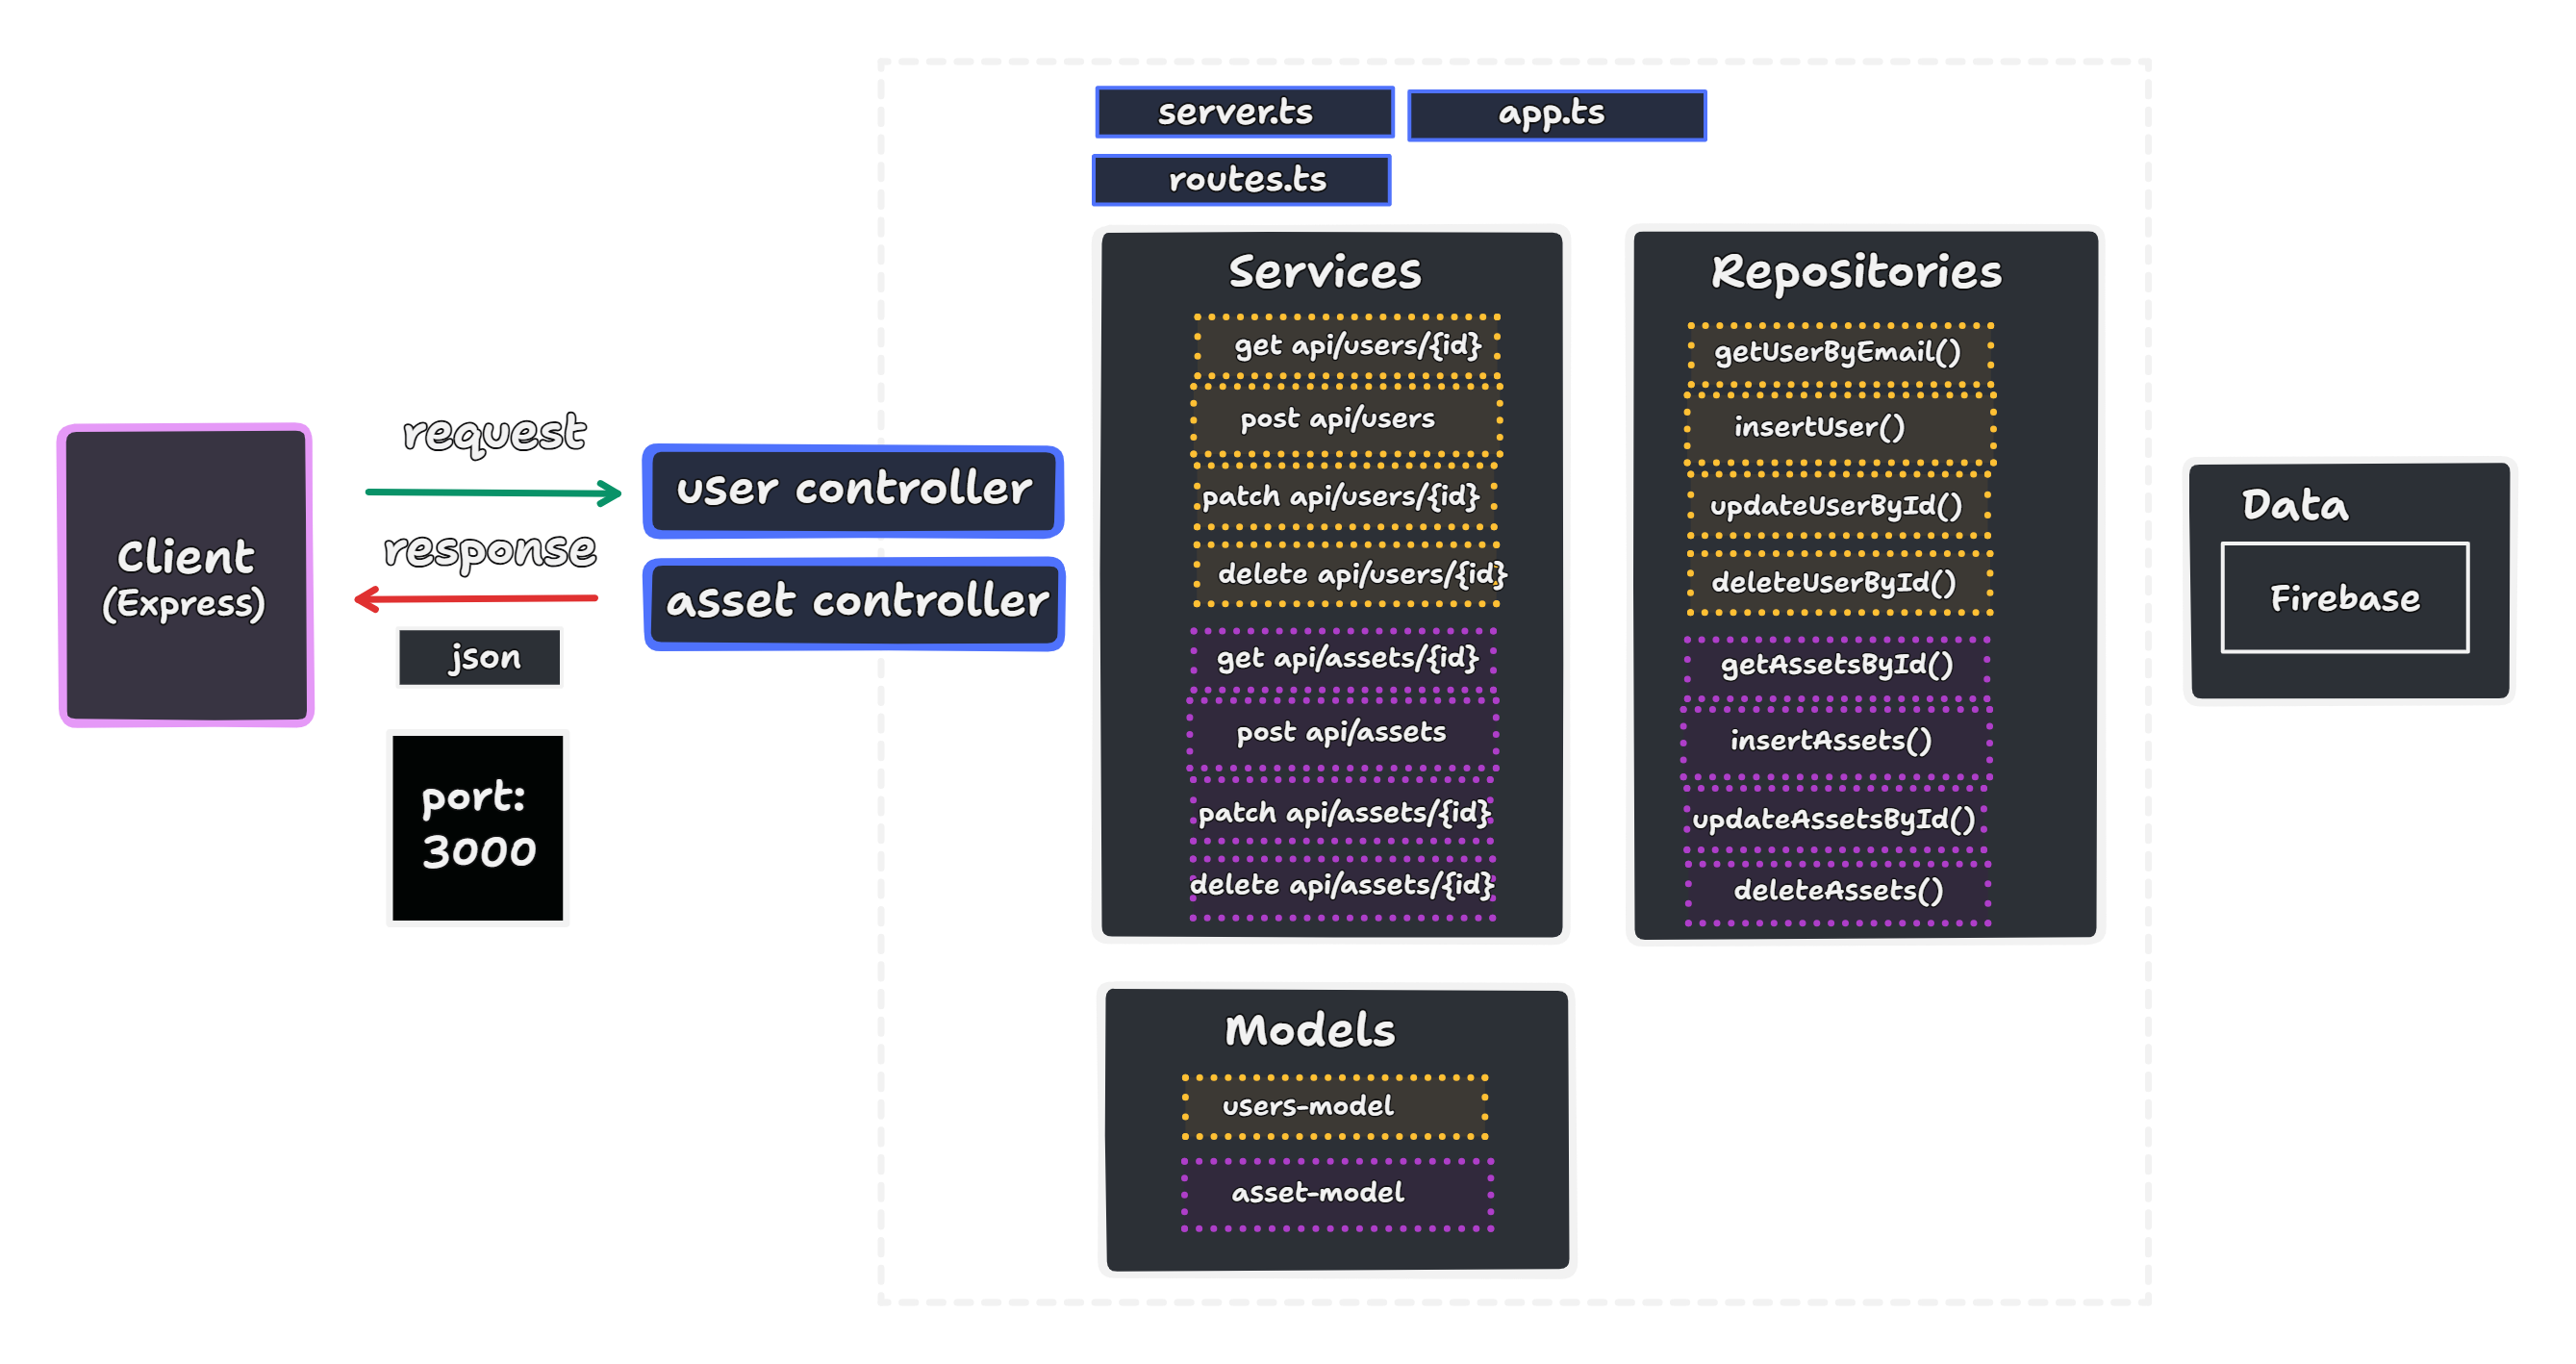 Client
(Express)
request
response
json
port:
3000
user controller
asset controller
server.ts
app.ts
routes.ts
Services
get api/users/{id}
post api/users
patch api/users/{id}
delete api/users/{id}
get api/assets/{id}
post api/assets
patch api/assets/{id}
delete api/assets/{id}
Repositories
getUserByEmail()
insertUser()
updateUserById()
deleteUserById()
getAssetsById()
insertAssets()
updateAssetsById()
deleteAssets()
Models
users-model
asset-model
Data
Firebase